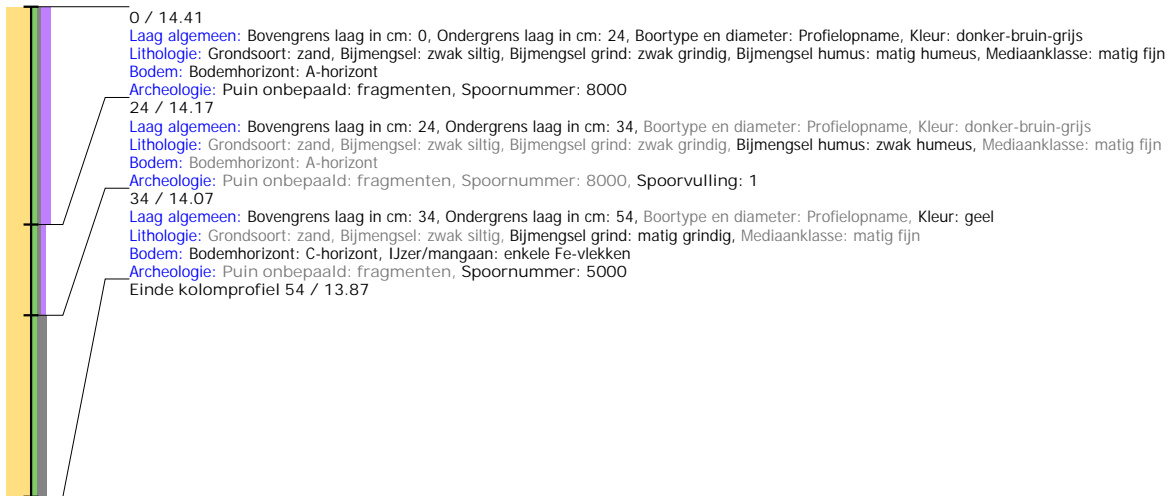 0 / 14.41
Laag algemeen: Bovengrens laag in cm: 0, Ondergrens laag in cm: 24, Boortype en diameter: Profielopname, Kleur: donker-bruin-grijs
Lithologie: Grondsoort: zand, Bijmengsel: zwak siltig, Bijmengsel grind: zwak grindig, Bijmengsel humus: matig humeus, Mediaanklasse: matig fijn
Bodem: Bodemhorizont: A-horizont
Archeologie: Puin onbepaald: fragmenten, Spoornummer: 8000
24 / 14.17
Laag algemeen: Bovengrens laag in cm: 24, Ondergrens laag in cm: 34, Boortype en diameter: Profielopname, Kleur: donker-bruin-grijs
Lithologie: Grondsoort: zand, Bijmengsel: zwak siltig, Bijmengsel grind: zwak grindig, Bijmengsel humus: zwak humeus, Mediaanklasse: matig fijn
Bodem: Bodemhorizont: A-horizont
Archeologie: Puin onbepaald: fragmenten, Spoornummer: 8000, Spoorvulling: 1
34 / 14.07
Laag algemeen: Bovengrens laag in cm: 34, Ondergrens laag in cm: 54, Boortype en diameter: Profielopname, Kleur: geel
Lithologie: Grondsoort: zand, Bijmengsel: zwak siltig, Bijmengsel grind: matig grindig, Mediaanklasse: matig fijn
Bodem: Bodemhorizont: C-horizont, IJzer/mangaan: enkele Fe-vlekken
Archeologie: Puin onbepaald: fragmenten, Spoornummer: 5000
Einde kolomprofiel 54 / 13.87